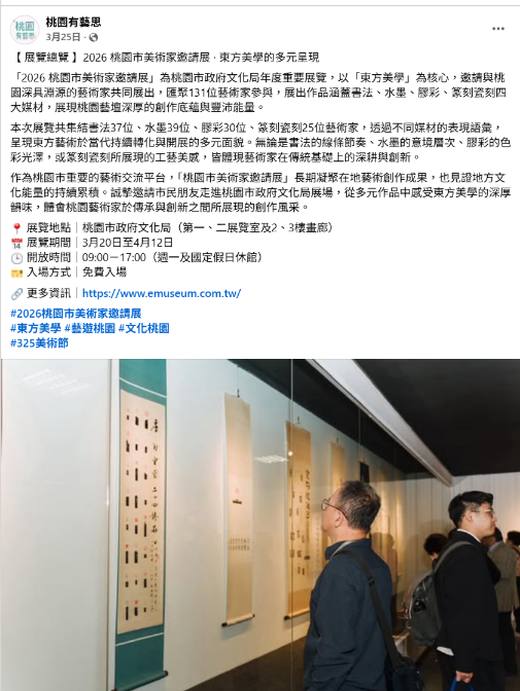 桃園有藝思
3月25日
【 展覽總覽 】2026 桃園市美術家邀請展 · 東方美學的多元呈現
「2026 桃園市美術家邀請展」為桃園市政府文化局年度重要展覽，以「東方美學」為核心，邀請與桃
園深具淵源的藝術家共同展出，匯聚131位藝術家參與，展出作品涵蓋書法、水墨、膠彩、篆刻瓷刻四
大媒材，展現桃園藝壇深厚的創作底蘊與豐沛能量。
本次展覽共集結書法37位、水墨39位、膠彩30位、篆刻瓷刻25位藝術家，透過不同媒材的表現語彙，
呈現東方藝術於當代持續轉化與開展的多元面貌。無論是書法的線條節奏、水墨的意境層次、膠彩的色
彩光澤，或篆刻瓷刻所展現的工藝美感，皆體現藝術家在傳統基礎上的深耕與創新。
作為桃園市重要的藝術交流平台，「桃園市美術家邀請展」長期凝聚在地藝術創作成果，也見證地方文
化能量的持續累積。誠摯邀請市民朋友走進桃園市政府文化局展場，從多元作品中感受東方美學的深厚
韻味，體會桃園藝術家於傳承與創新之間所展現的創作風采。
展覽地點｜桃園市政府文化局（第一、二展覽室及2、3樓畫廊）
展覽期間｜3月20日至4月12日
開放時間｜09:00－17:00（週一及國定假日休館）
入場方式｜免費入場
更多資訊｜https://www.emuseum.com.tw/
#2026桃園市美術家邀請展
#東方美學 #藝遊桃園 #文化桃園
#325美術節